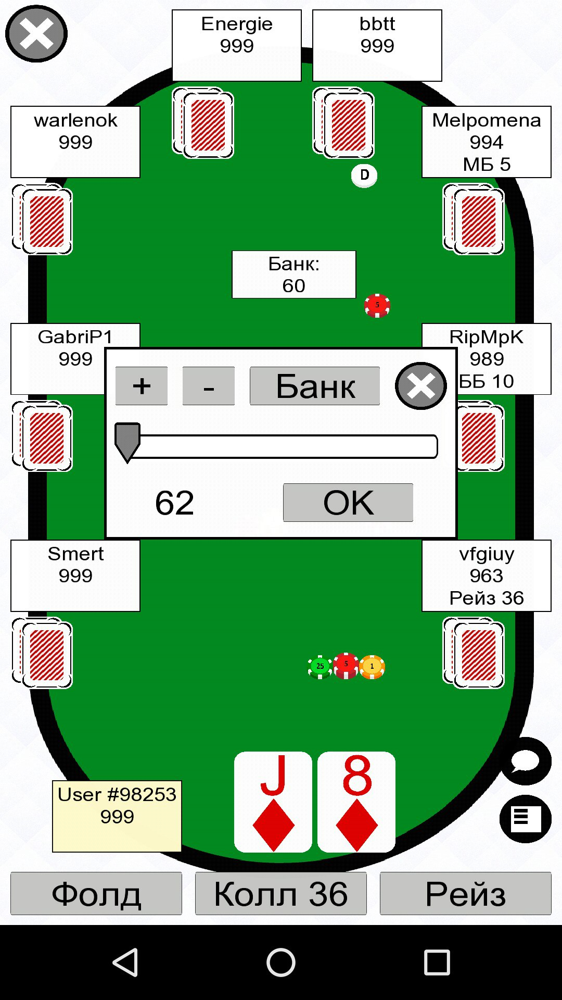 Energie
999
bbtt
999
warlenok
999
Melpomena
994
МБ 5
D
Банк:
60
5
GabriP1
999
RipMpK
989
ББ 10
+
-
Банк
62
OK
Smert
999
vfgiuy
963
Рейз 36
25
5
1
J
8
User #98253
999
Фолд
Колл 36
Рейз